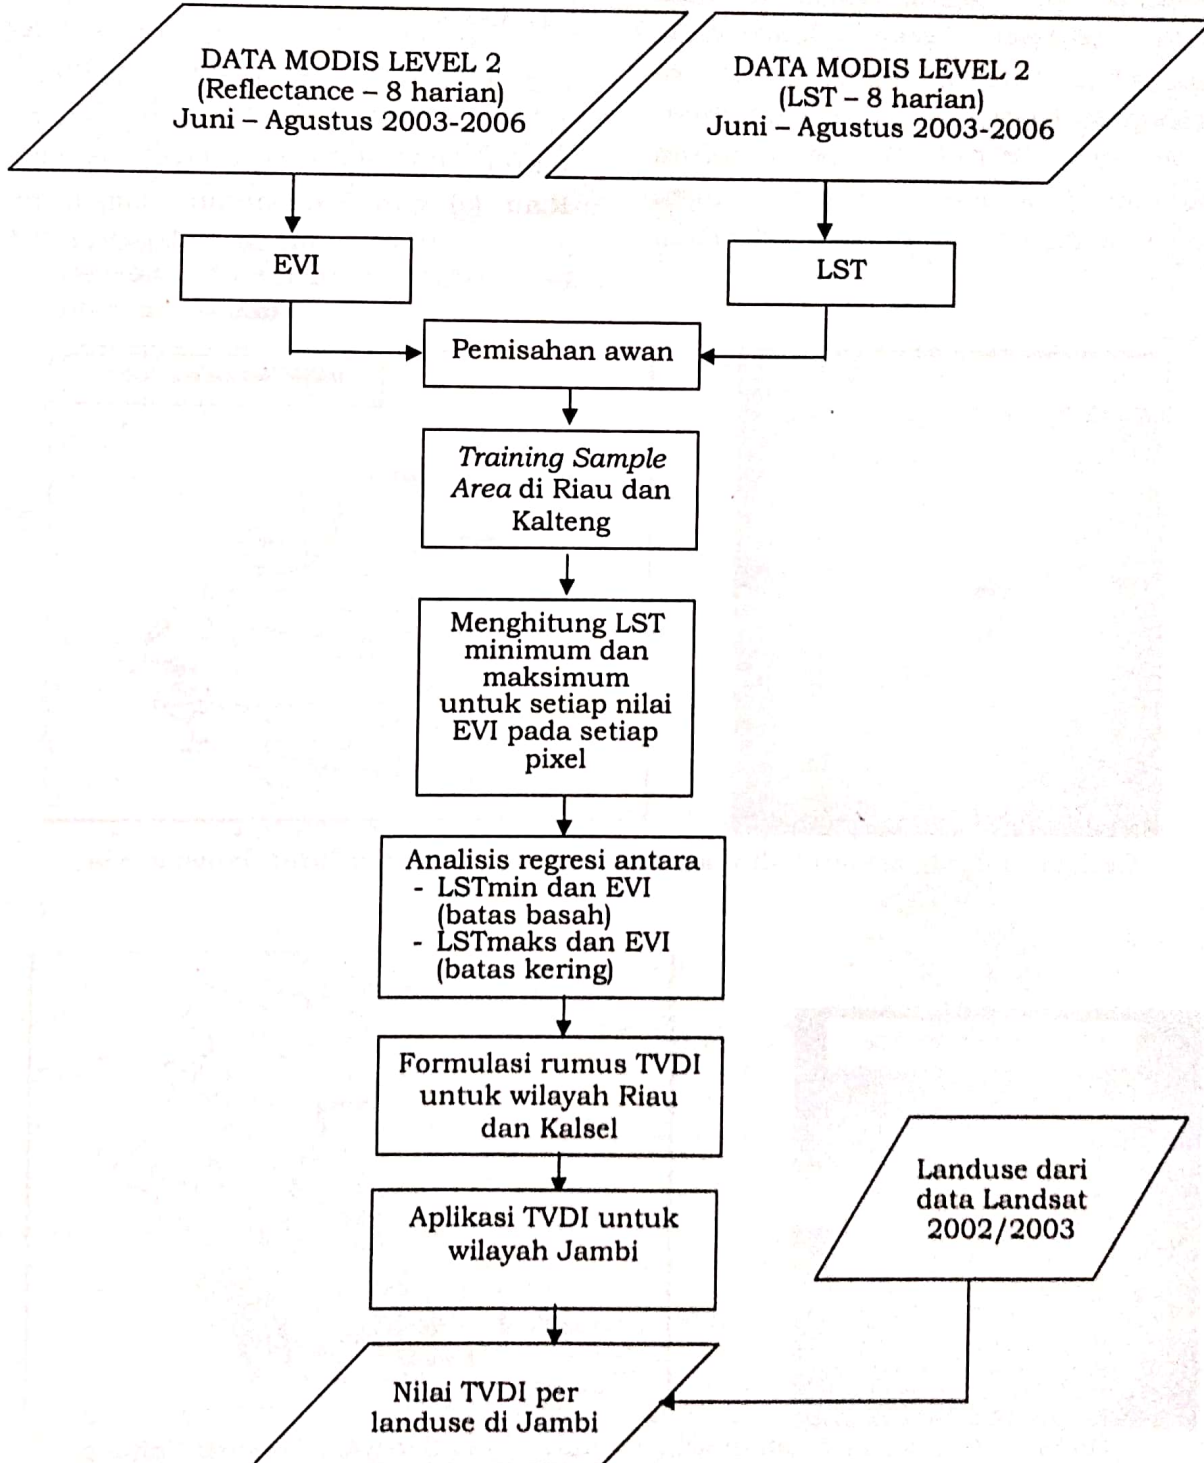 DATA MODIS LEVEL 2
(Reflectance – 8 harian)
Juni – Agustus 2003-2006
DATA MODIS LEVEL 2
(LST – 8 harian)
Juni – Agustus 2003-2006
EVI
LST
Pemisahan awan
Training Sample
Area di Riau dan
Kalteng
Menghitung LST
minimum dan
maksimum
untuk setiap nilai
EVI pada setiap
pixel
Analisis regresi antara
- LSTmin dan EVI
(batas basah)
- LSTmaks dan EVI
(batas kering)
Formulasi rumus TVDI
untuk wilayah Riau
dan Kalsel
Aplikasi TVDI untuk
wilayah Jambi
Landuse dari
data Landsat
2002/2003
Nilai TVDI per
landuse di Jambi